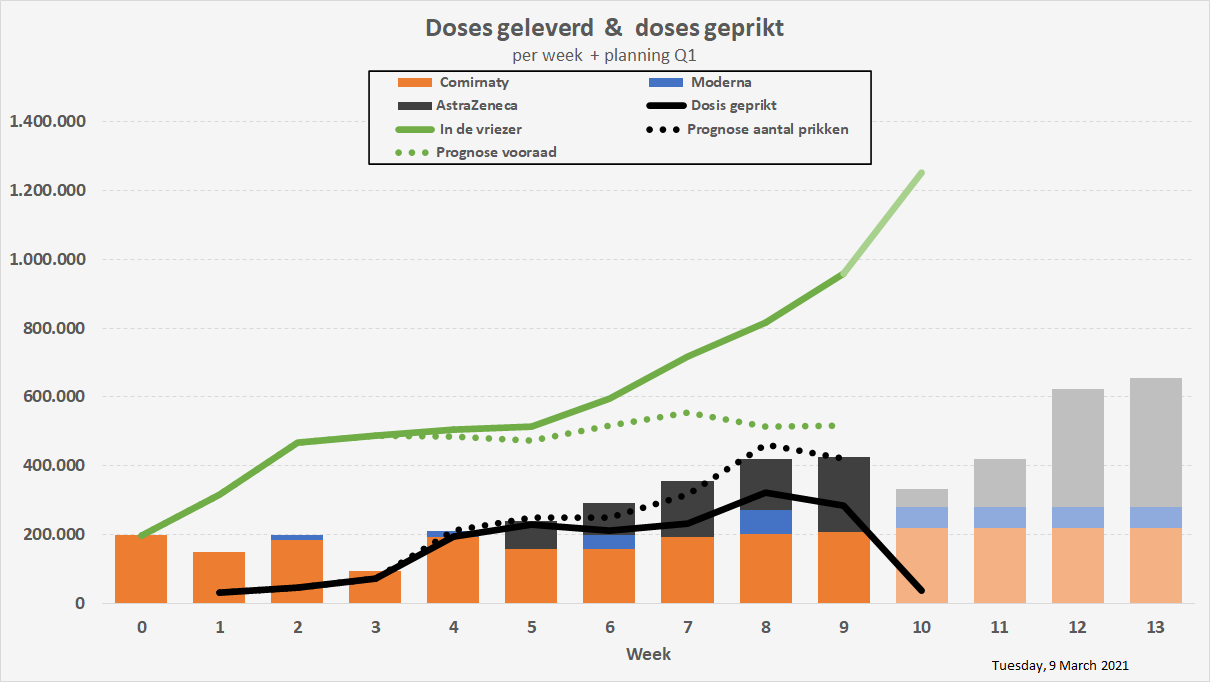 Doses geleverd & doses geprikt
per week + planning Q1
Comirnaty Moderna
AstraZeneca Dosis geprikt
In de vriezer Prognose aantal prikken
Prognose vooraad
1.400.000
1.200.000
1.000.000
800.000
600.000
400.000
200.000
0
0 1 2 3 4 5 6 7 8 9 10 11 12 13
Week
Tuesday, 9 March 2021